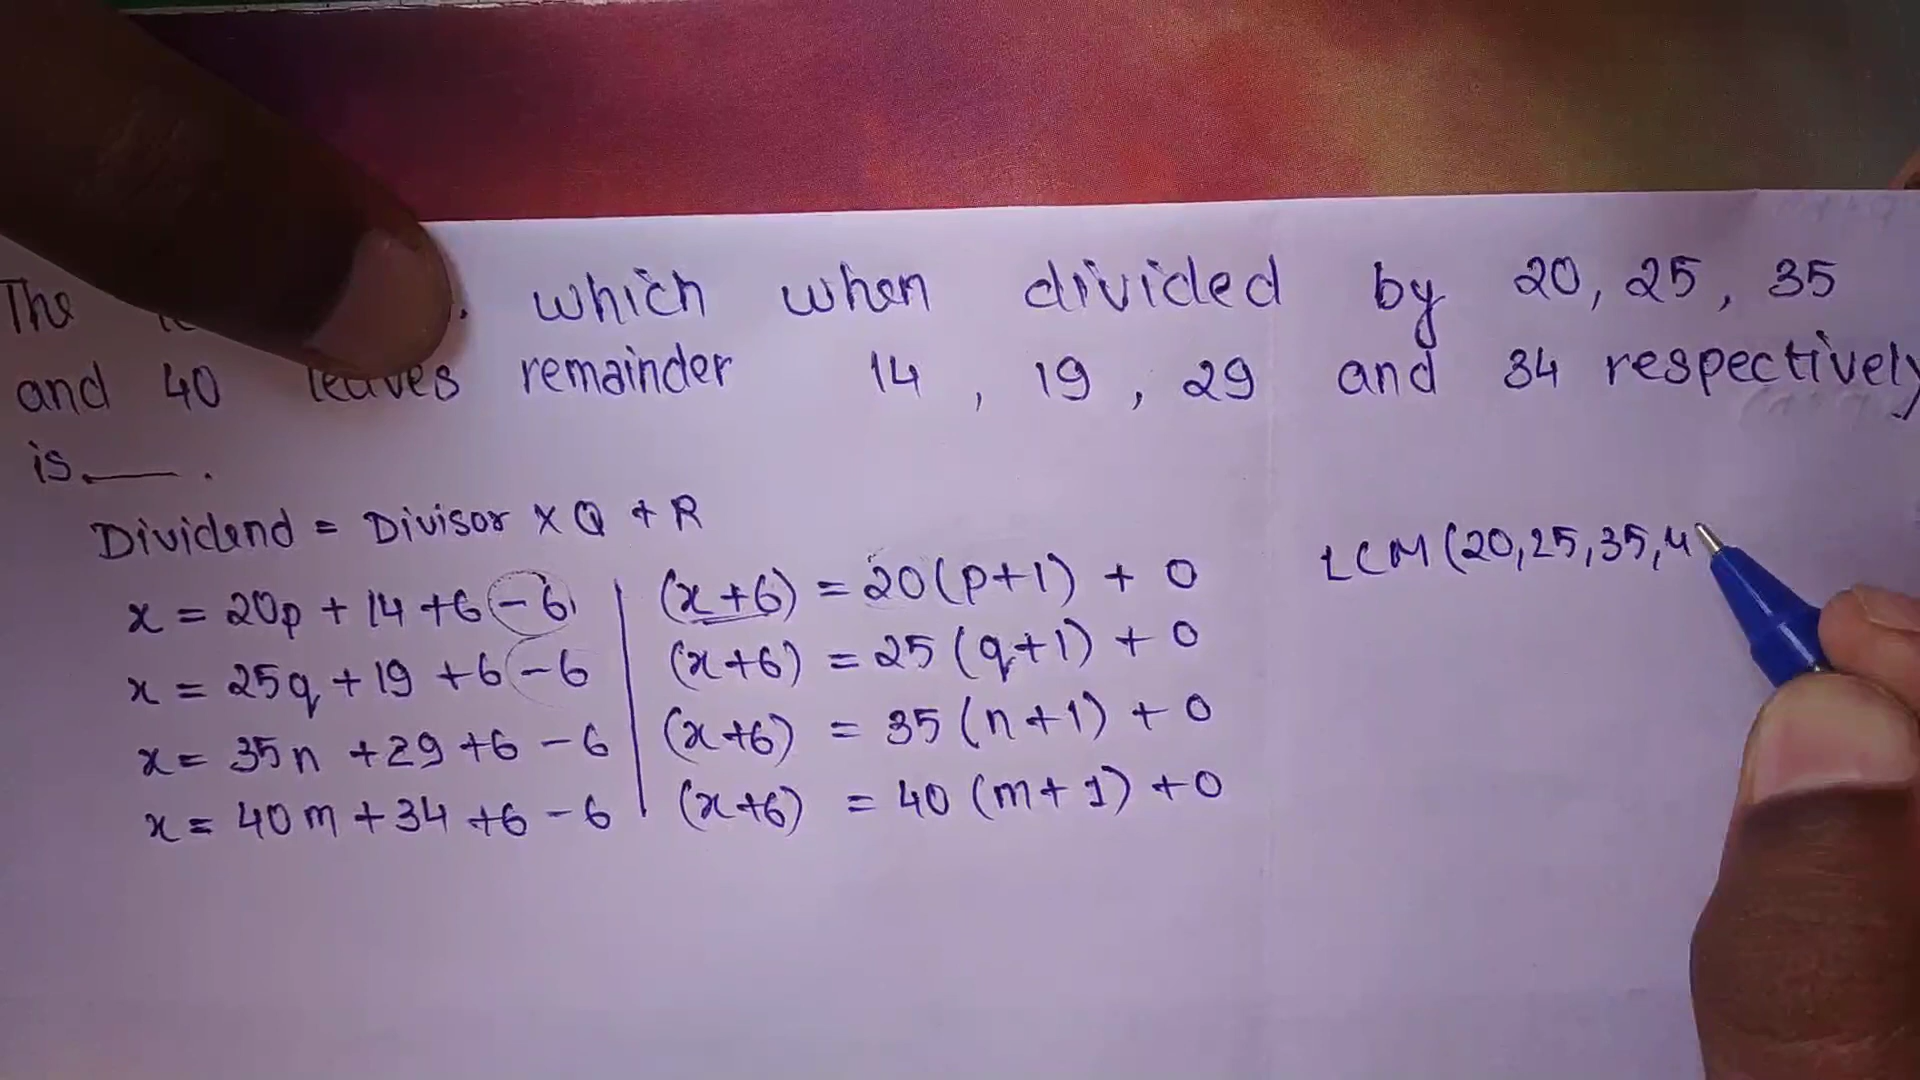 The which when divided by 20, 25, 35
and 40 leaves remainder 14, 19, 29 and 34 respectively
is ___.
Dividend = Divisor × Q + R
x = 20p + 14 + 6 - 6
x = 25q + 19 + 6 - 6
x = 35n + 29 + 6 - 6
x = 40m + 34 + 6 - 6
(x+6) = 20(p+1) + 0
(x+6) = 25(q+1) + 0
(x+6) = 35(n+1) + 0
(x+6) = 40(m+1) + 0
LCM (20,25,35,4